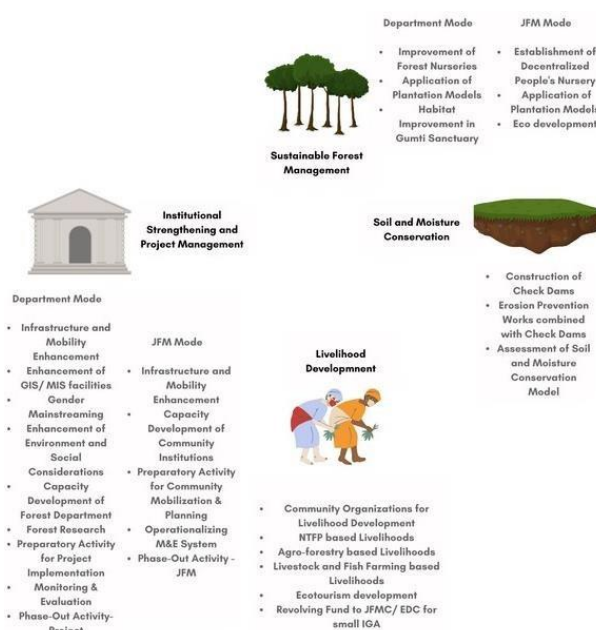 Department Mode
• Improvement of
Forest Nurseries
• Application of
Plantation Models
• Habitat
Improvement in
Gumti Sanctuary
JFM Mode
• Establishment of
Decentralized
People's Nursery
• Application of
Plantation Models
• Eco development
Sustainable Forest
Management
Institutional
Strengthening and
Project Management
Soil and Moisture
Conservation
• Construction of
Check Dams
• Erosion Prevention
Works combined
with Check Dams
• Assessment of Soil
and Moisture
Conservation
Model
Department Mode
• Infrastructure and
Mobility
Enhancement
• Enhancement of
GIS/ MIS facilities
• Gender
Mainstreaming
• Enhancement of
Environment and
Social
Considerations
• Capacity
Development of
Forest Department
• Forest Research
• Preparatory Activity
for Project
Implementation
• Monitoring &
Evaluation
• Phase-Out Activity-
Project
JFM Mode
• Infrastructure and
Mobility
Enhancement
• Capacity
Development of
Community
Institutions
• Preparatory Activity
for Community
Mobilization &
Planning
• Operationalizing
M&E System
• Phase-Out Activity -
JFM
Livelihood
Developmnent
• Community Organizations for
Livelihood Development
• NTFP based Livelihoods
• Agro-forestry based Livelihoods
• Livestock and Fish Farming based
Livelihoods
• Ecotourism development
• Revolving Fund to JFMC/ EDC for
small IGA